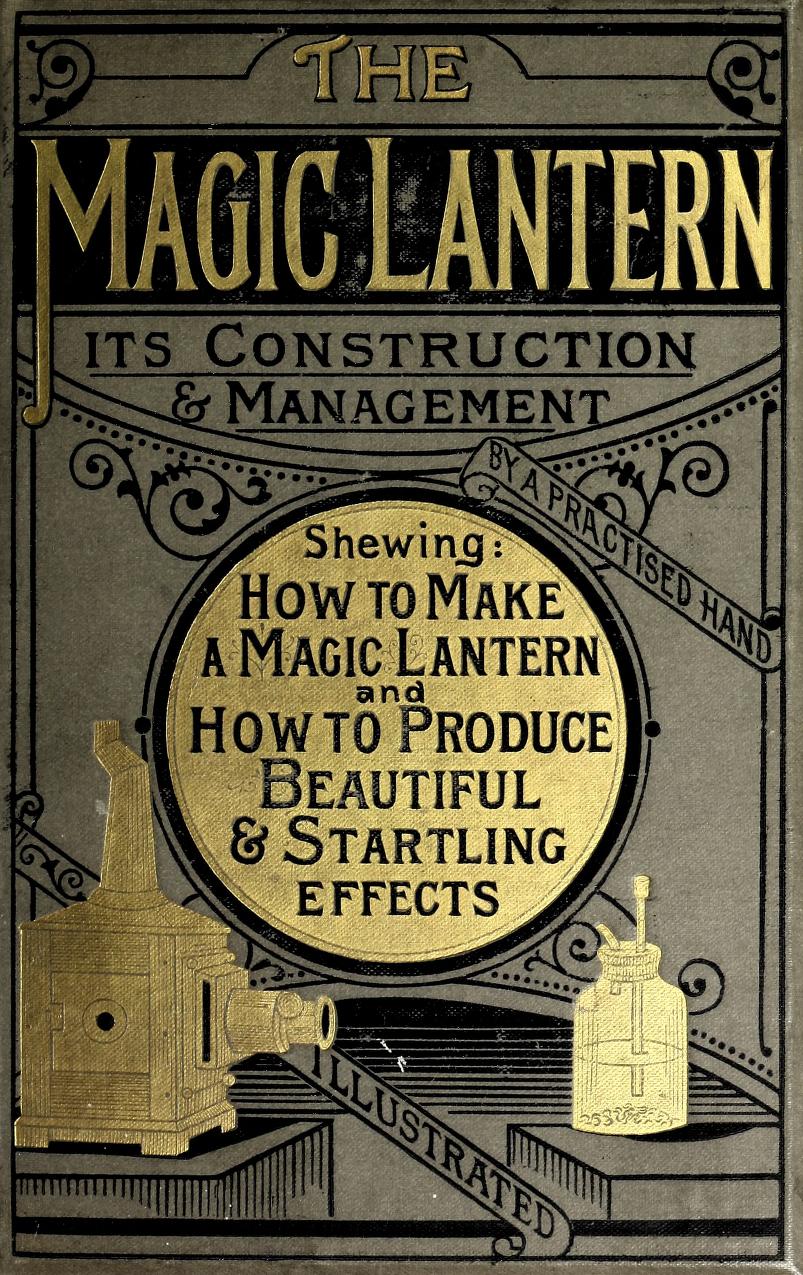 THE
MAGIC LANTERN
ITS CONSTRUCTION
& MANAGEMENT
BY A PRACTISED HAND
Shewing:
HOW TO MAKE
A MAGIC LANTERN
and
HOW TO PRODUCE
BEAUTIFUL
& STARTLING
EFFECTS
ILLUSTRATED